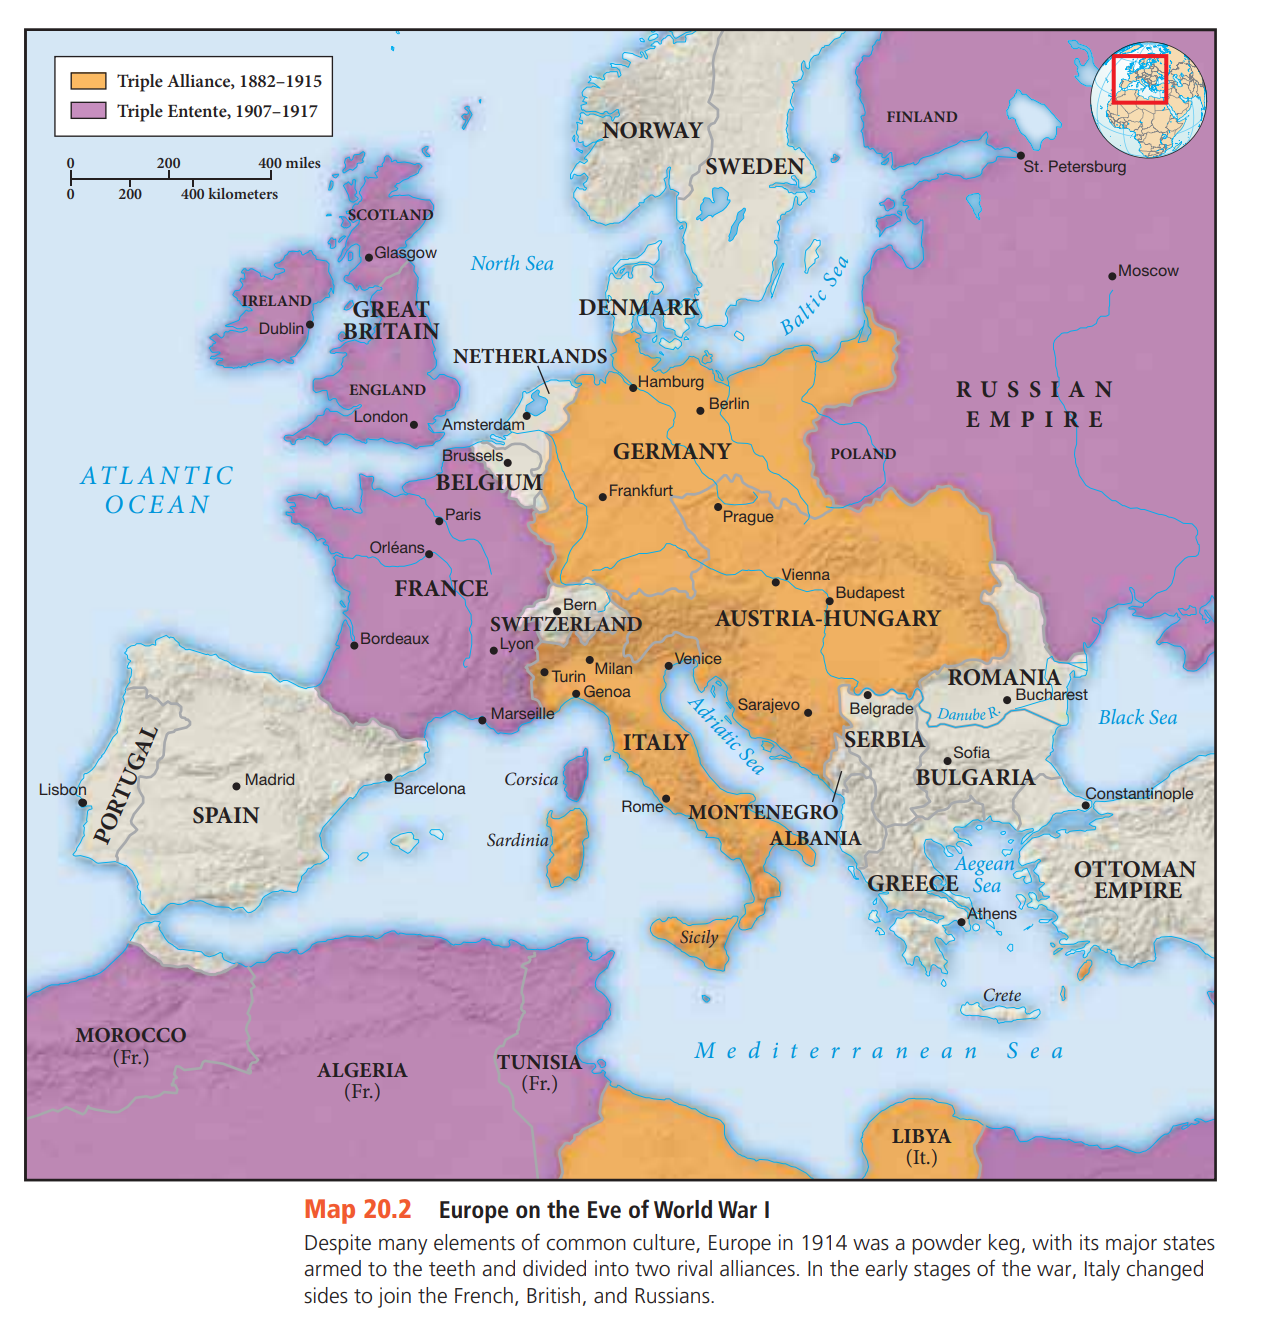 Triple Alliance, 1882–1915
Triple Entente, 1907–1917
0 200 400 miles
0 200 400 kilometers
NORWAY
SWEDEN
FINLAND
St. Petersburg
SCOTLAND
Glasgow
North Sea
Baltic Sea
Moscow
IRELAND
Dublin
GREAT
BRITAIN
DENMARK
NETHERLANDS
ENGLAND
London
Amsterdam
Hamburg
Berlin
RUSSIAN
EMPIRE
Brussels
BELGIUM
GERMANY
POLAND
ATLANTIC
OCEAN
Frankfurt
Prague
Paris
Orléans
FRANCE
Vienna
Budapest
Bern
SWITZERLAND
AUSTRIA-HUNGARY
Bordeaux
Lyon
Milan
Turin
Venice
Genoa
ROMANIA
Bucharest
Marseille
Adriatic Sea
Sarajevo
Belgrade
Danube R.
Black Sea
ITALY
SERBIA
Sofia
BULGARIA
PORTUGAL
Lisbon
Madrid
SPAIN
Barcelona
Corsica
Sardinia
Rome
MONTENEGRO
ALBANIA
Constantinople
Aegean
Sea
GREECE
OTTOMAN
EMPIRE
Athens
Sicily
Crete
MOROCCO
(Fr.)
ALGERIA
(Fr.)
TUNISIA
(Fr.)
Mediterranean Sea
LIBYA
(It.)
Map 20.2 Europe on the Eve of World War I
Despite many elements of common culture, Europe in 1914 was a powder keg, with its major states
armed to the teeth and divided into two rival alliances. In the early stages of the war, Italy changed
sides to join the French, British, and Russians.